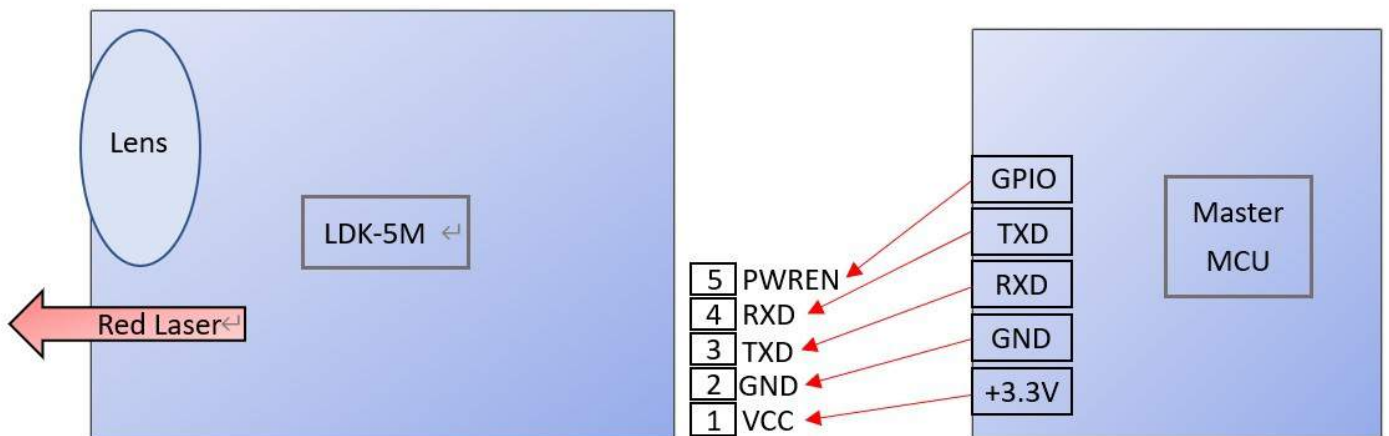 Lens
LDK-5M ↵
Red Laser↵
5 PWREN
4 RXD
3 TXD
2 GND
1 VCC
GPIO
TXD
RXD
GND
+3.3V
Master
MCU